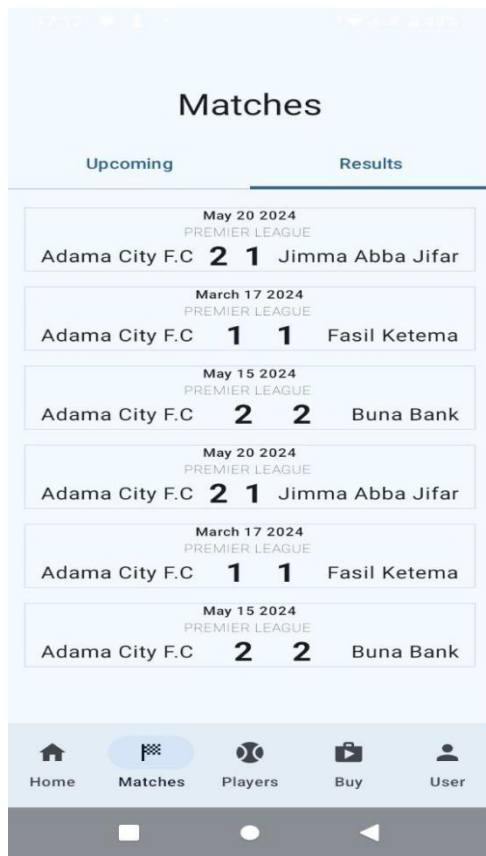 Matches
Upcoming Results
May 20 2024
PREMIER LEAGUE
Adama City F.C 2 1 Jimma Abba Jifar
March 17 2024
PREMIER LEAGUE
Adama City F.C 1 1 Fasil Ketema
May 15 2024
PREMIER LEAGUE
Adama City F.C 2 2 Buna Bank
May 20 2024
PREMIER LEAGUE
Adama City F.C 2 1 Jimma Abba Jifar
March 17 2024
PREMIER LEAGUE
Adama City F.C 1 1 Fasil Ketema
May 15 2024
PREMIER LEAGUE
Adama City F.C 2 2 Buna Bank
Home Matches Players Buy User